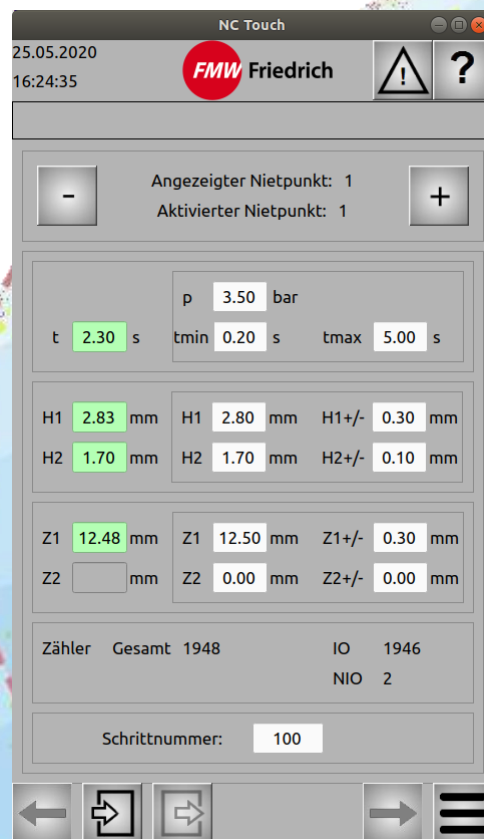 NC Touch
25.05.2020
16:24:35
FMW Friedrich
?
- Angezeigter Nietpunkt: 1 +
Aktivierter Nietpunkt: 1
p 3.50 bar
t 2.30 s tmin 0.20 s tmax 5.00 s
H1 2.83 mm H1 2.80 mm H1+/- 0.30 mm
H2 1.70 mm H2 1.70 mm H2+/- 0.10 mm
Z1 12.48 mm Z1 12.50 mm Z1+/- 0.30 mm
Z2 mm Z2 0.00 mm Z2+/- 0.00 mm
Zähler Gesamt 1948 IO 1946
NIO 2
Schrittnummer: 100